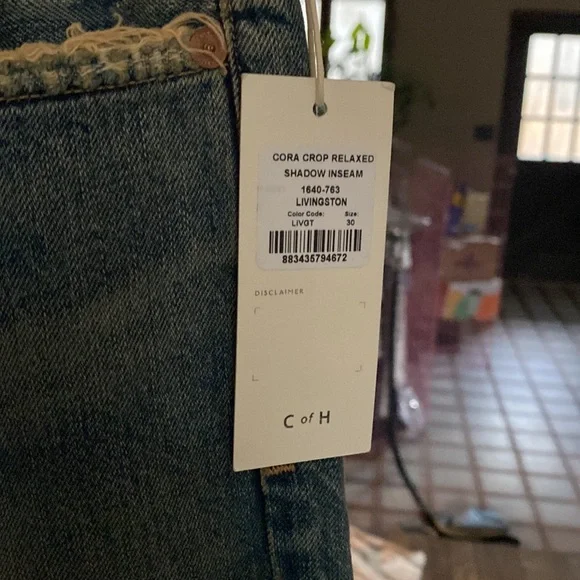 CORA CROP RELAXED
SHADOW INSEAM
1640-763
LIVINGSTON
Color Code: Size:
LIVGT 30
883435794672
DISCLAIMER
C of H